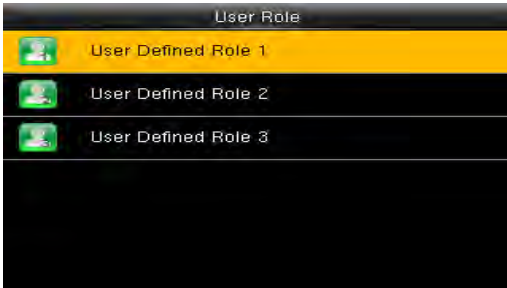 User Role
User Defined Role 1
User Defined Role 2
User Defined Role 3